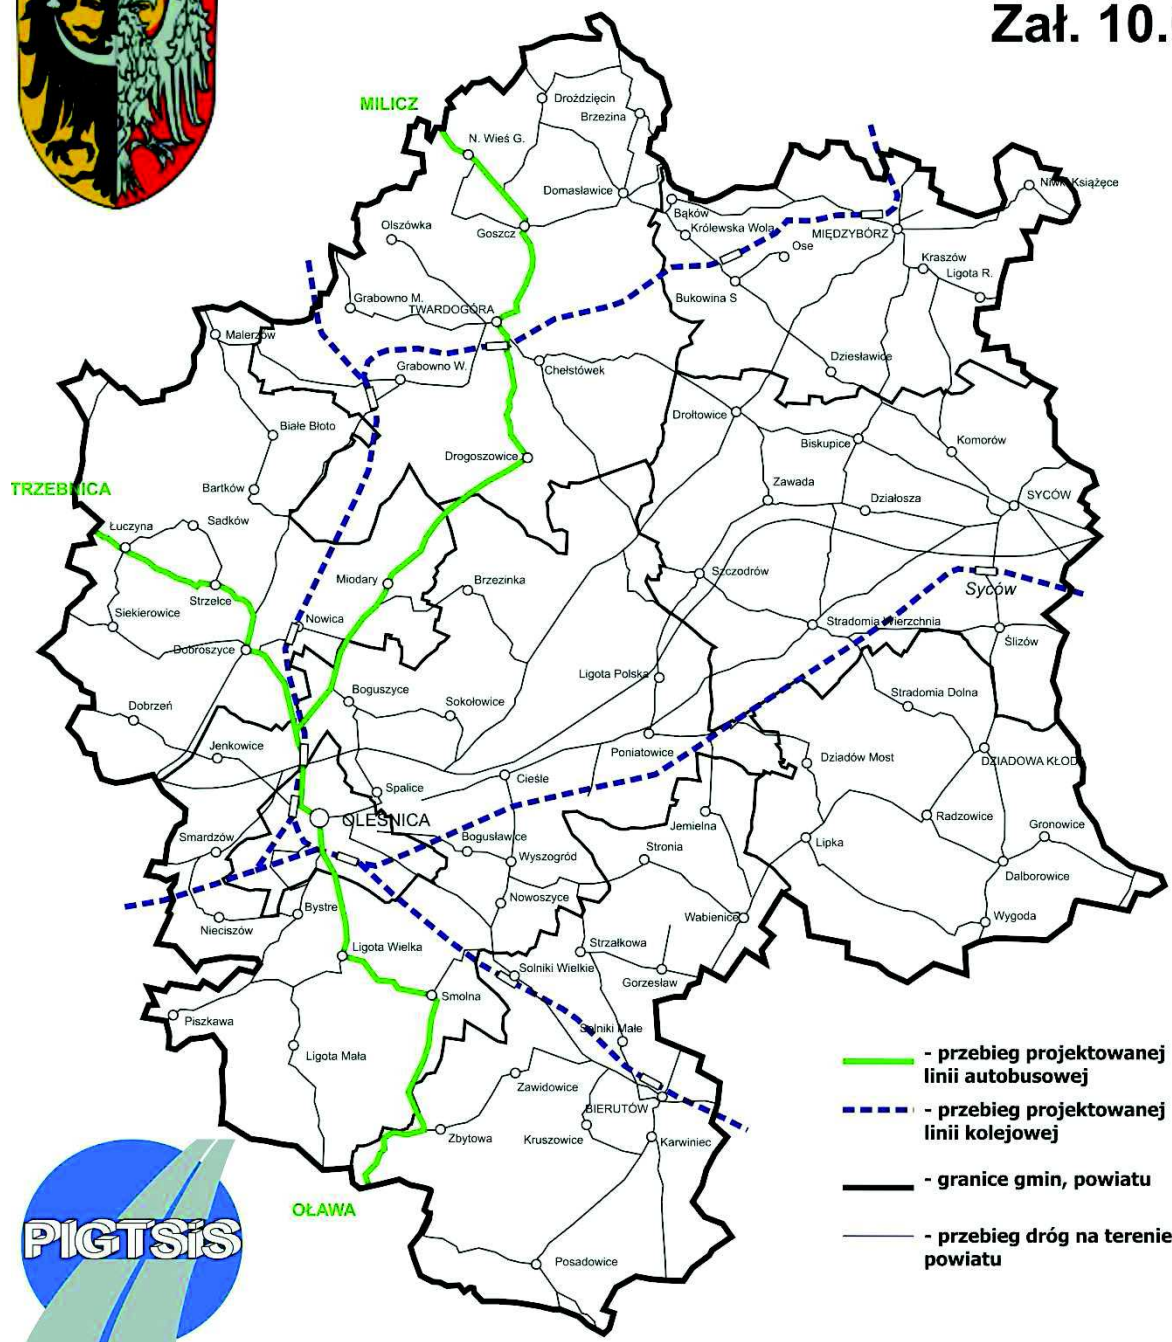 Zał. 10.
MILICZ
Droździęcin
Brzezina
N. Wieś G.
Domasławice
Niwki Książęce
Bąków
Królewska Wola
Goszcz
Olszówka
MIĘDZYBÓRZ
Ose
Kraszów
Ligota R.
Bukowina S
Grabowno M.
TWARDOGÓRA
Malerzów
Grabowno W.
Chełstówek
Dziesławice
Drołtowice
Białe Błoto
Biskupice
Komorów
Drogoszowice
TRZEBNICA
Bartków
Zawada
Działosza
SYCÓW
Łuczyna
Sadków
Szczodrów
Miodary
Brzezinka
Syców
Strzelce
Siekierowice
Nowica
Stradomia Wierzchnia
Ślizów
Dobroszyce
Ligota Polska
Boguszyce
Sokołowice
Stradomia Dolna
Dobrzeń
Jenkowice
Poniatowice
Dziadów Most
DZIADOWA KŁODA
Cieśle
Spalice
OLEŚNICA
Jemielna
Radzowice
Gronowice
Smardzów
Bogusławice
Lipka
Wyszogród
Stronia
Dalborowice
Nowoszyce
Bystre
Wabienice
Wygoda
Nieciszów
Ligota Wielka
Strzałkowa
Solniki Wielkie
Gorzesław
Smolna
Piszkawa
Solniki Małe
Ligota Mała
Zawidowice
BIERUTÓW
Zbytowa
Kruszowice
Karwiniec
OŁAWA
Posadowice
PIGTSiS
- przebieg projektowanej
linii autobusowej
- przebieg projektowanej
linii kolejowej
- granice gmin, powiatu
- przebieg dróg na terenie
powiatu